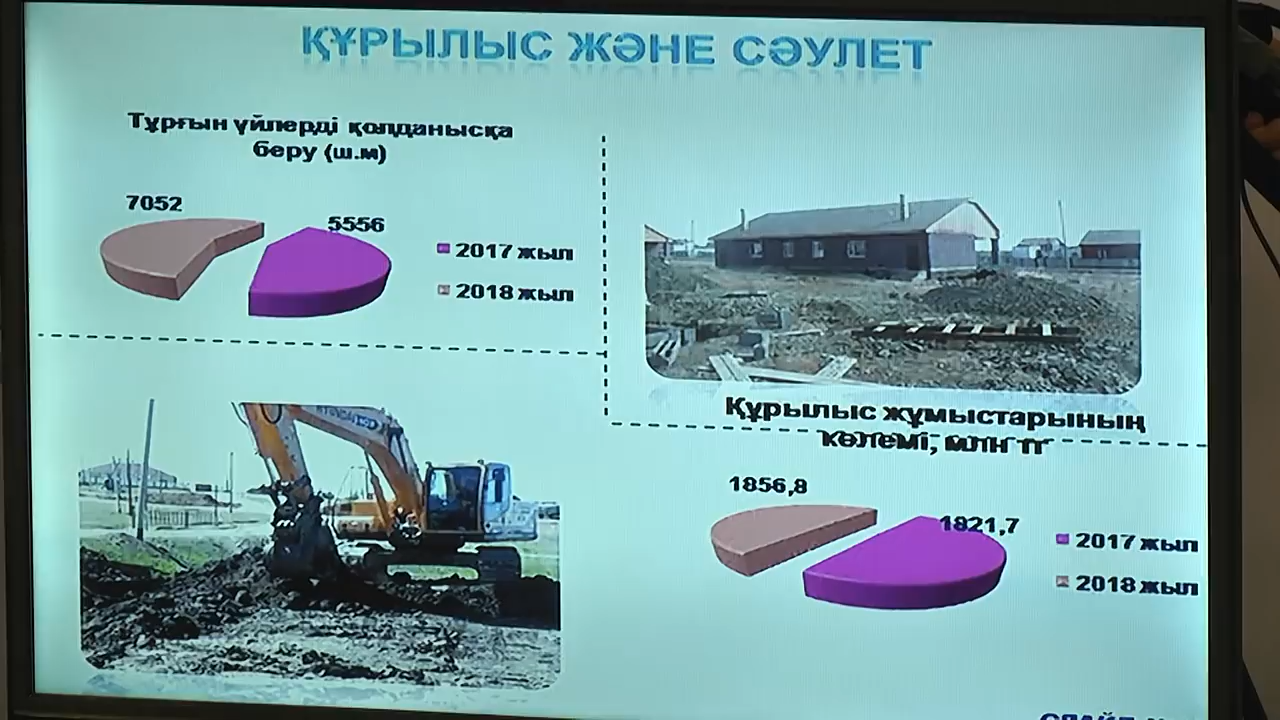 ҚҰРЫЛЫС ЖӘНЕ СӘУЛЕТ
Тұрғын үйлерді қолданысқа
беру (ш.м)
7052
5556
2017 жыл
2018 жыл
Құрылыс жұмыстарының
көлемі, млн тг
1856,8
1821,7
2017 жыл
2018 жыл